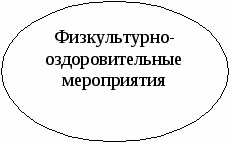 Физкультурно-
оздоровительные
мероприятия